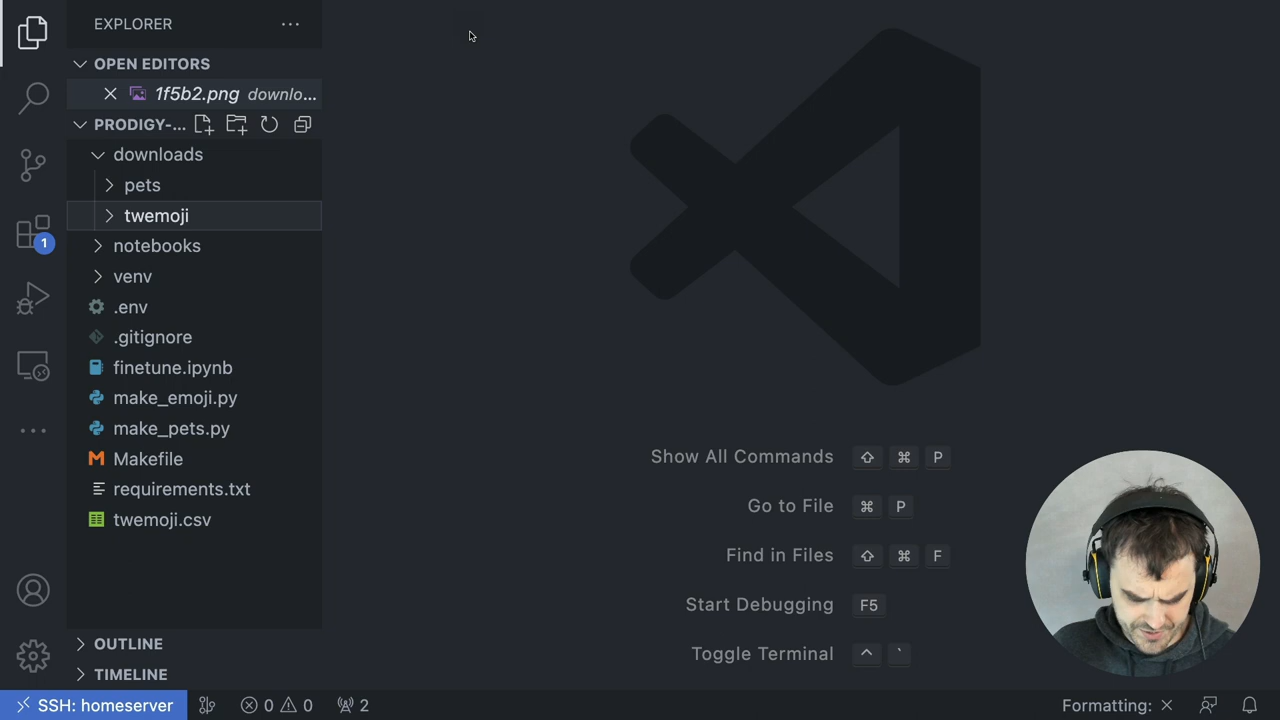 EXPLORER
OPEN EDITORS
1f5b2.png downlo...
PRODIGY-...
downloads
pets
twemoji
notebooks
1
venv
.env
.gitignore
finetune.ipynb
make_emoji.py
make_pets.py
Makefile
requirements.txt
twemoji.csv
OUTLINE
TIMELINE
Show All Commands ⇧ ⌘ P
Go to File ⌘ P
Find in Files ⇧ ⌘ F
Start Debugging F5
Toggle Terminal ^ `
SSH: homeserver 0 0 2 Formatting: ×